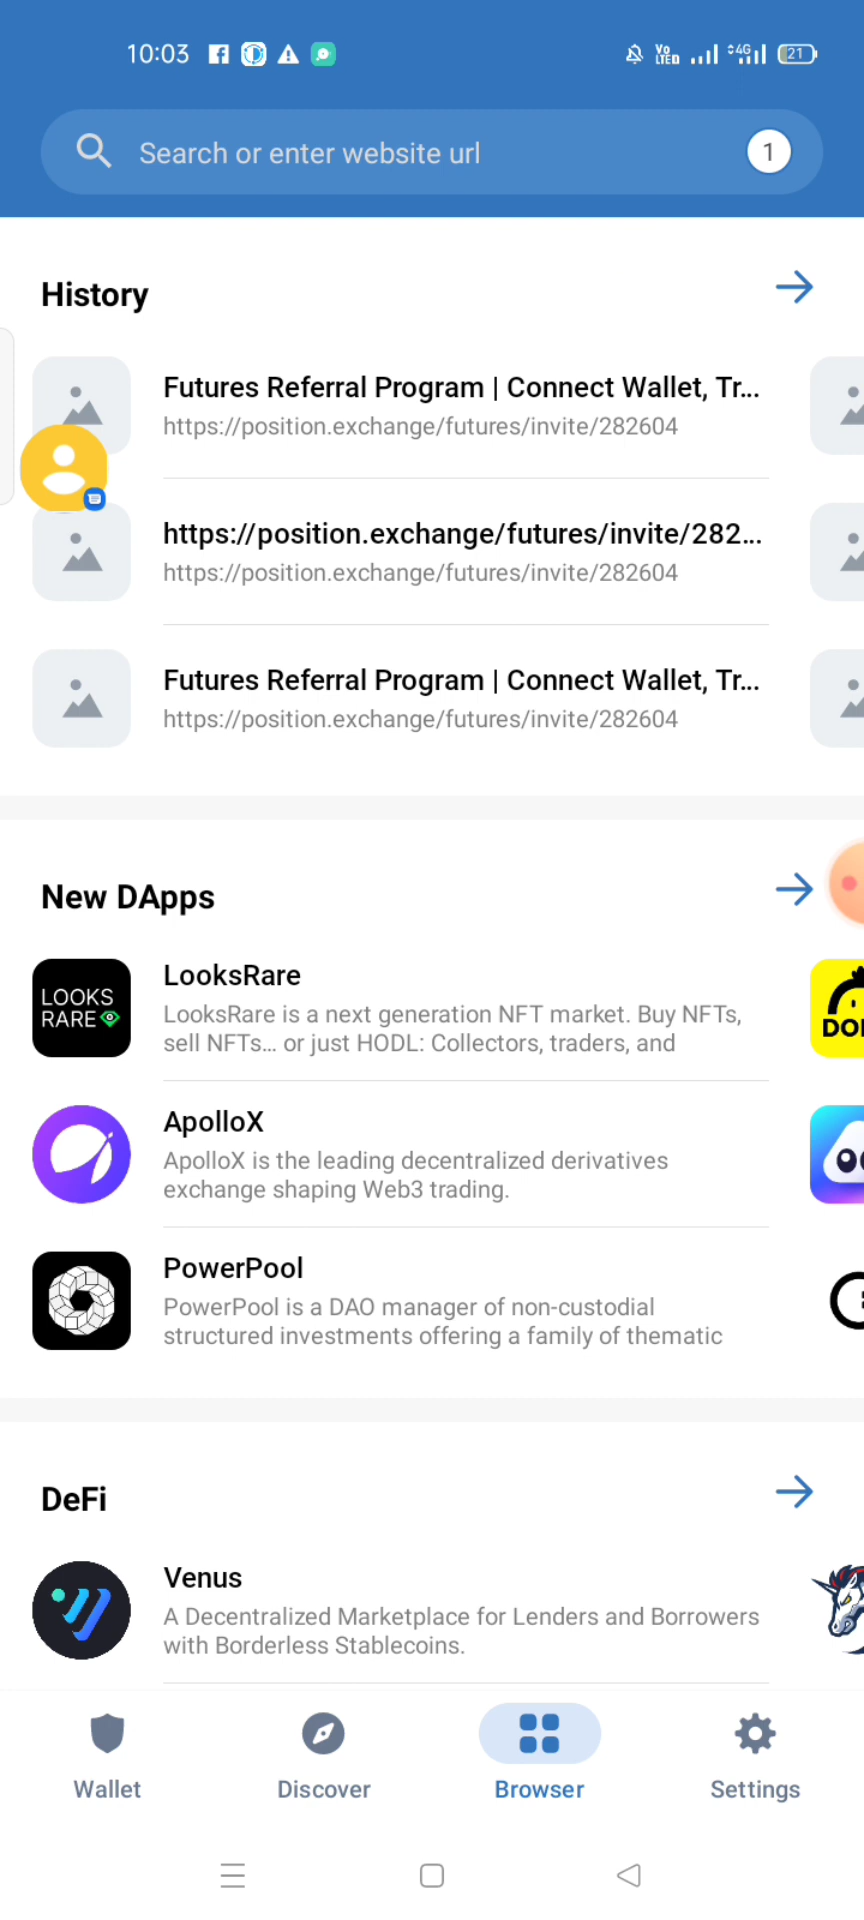 10:03
Vo
LTED
4G
21
Search or enter website url
1
History
Futures Referral Program | Connect Wallet, Tr...
https://position.exchange/futures/invite/282604
https://position.exchange/futures/invite/282...
https://position.exchange/futures/invite/282604
Futures Referral Program | Connect Wallet, Tr...
https://position.exchange/futures/invite/282604
New DApps
LOOKS
RARE
LooksRare
LooksRare is a next generation NFT market. Buy NFTs,
sell NFTs... or just HODL: Collectors, traders, and
ApolloX
ApolloX is the leading decentralized derivatives
exchange shaping Web3 trading.
PowerPool
PowerPool is a DAO manager of non-custodial
structured investments offering a family of thematic
DeFi
Venus
A Decentralized Marketplace for Lenders and Borrowers
with Borderless Stablecoins.
Wallet
Discover
Browser
Settings